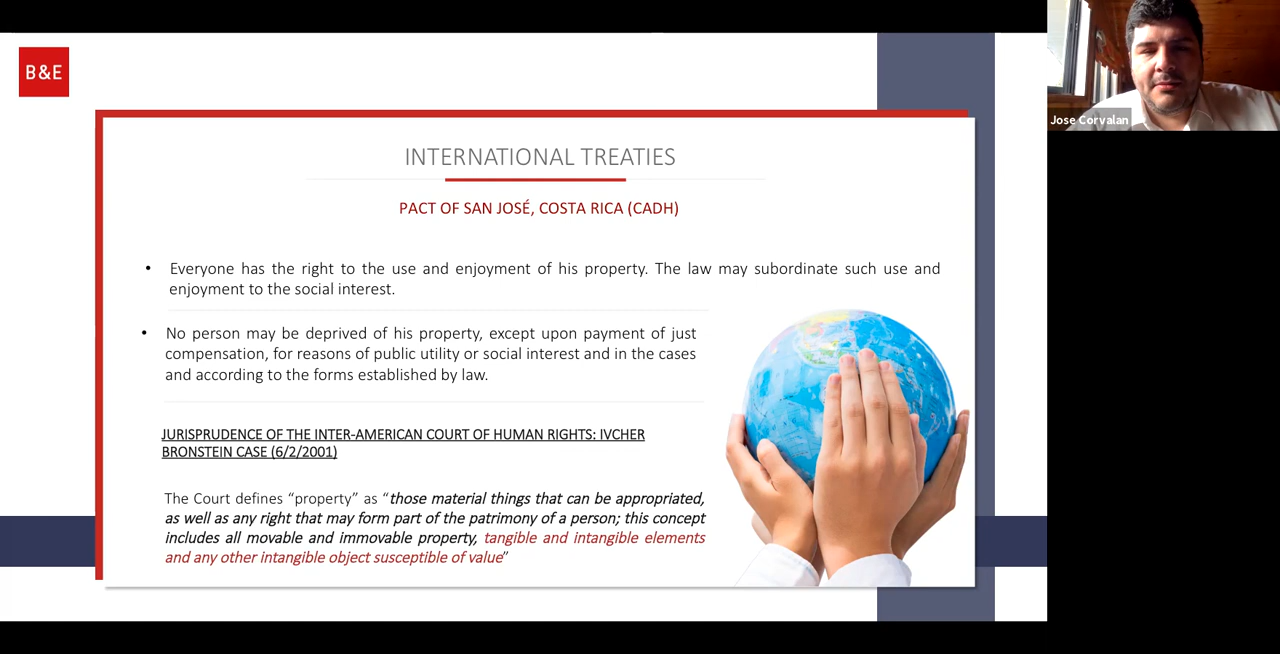 B&E
Jose Corvalan
INTERNATIONAL TREATIES
PACT OF SAN JOSÉ, COSTA RICA (CADH)
• Everyone has the right to the use and enjoyment of his property. The law may subordinate such use and
enjoyment to the social interest.
• No person may be deprived of his property, except upon payment of just
compensation, for reasons of public utility or social interest and in the cases
and according to the forms established by law.
JURISPRUDENCE OF THE INTER-AMERICAN COURT OF HUMAN RIGHTS: IVCHER
BRONSTEIN CASE (6/2/2001)
The Court defines “property” as “those material things that can be appropriated,
as well as any right that may form part of the patrimony of a person; this concept
includes all movable and immovable property, tangible and intangible elements
and any other intangible object susceptible of value”